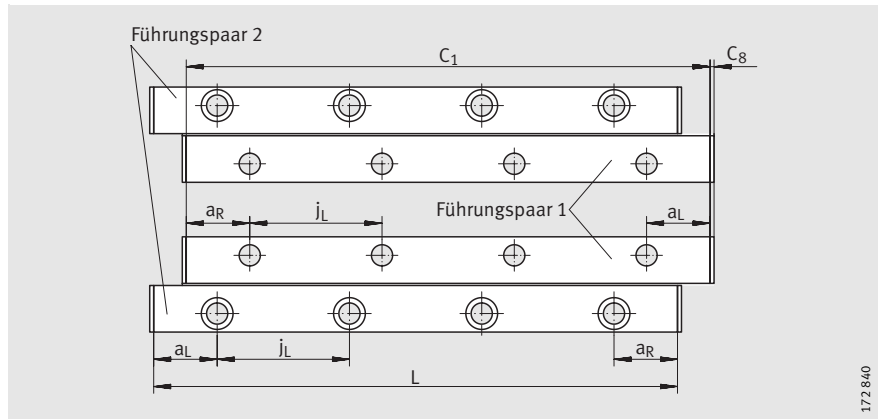 Führungspaar 2
C1
C8
aR
jL
Führungspaar 1
aL
aL
jL
aR
L
172 840